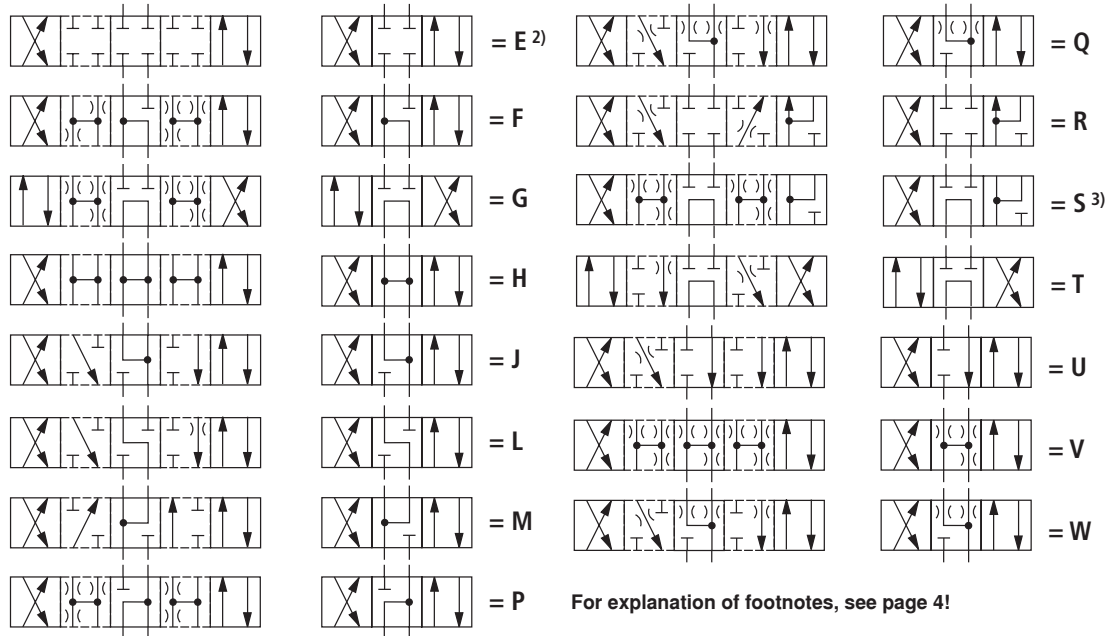 = E 2)
= F
= G
= H
= J
= L
= M
= P
= Q
= R
= S 3)
= T
= U
= V
= W
For explanation of footnotes, see page 4!